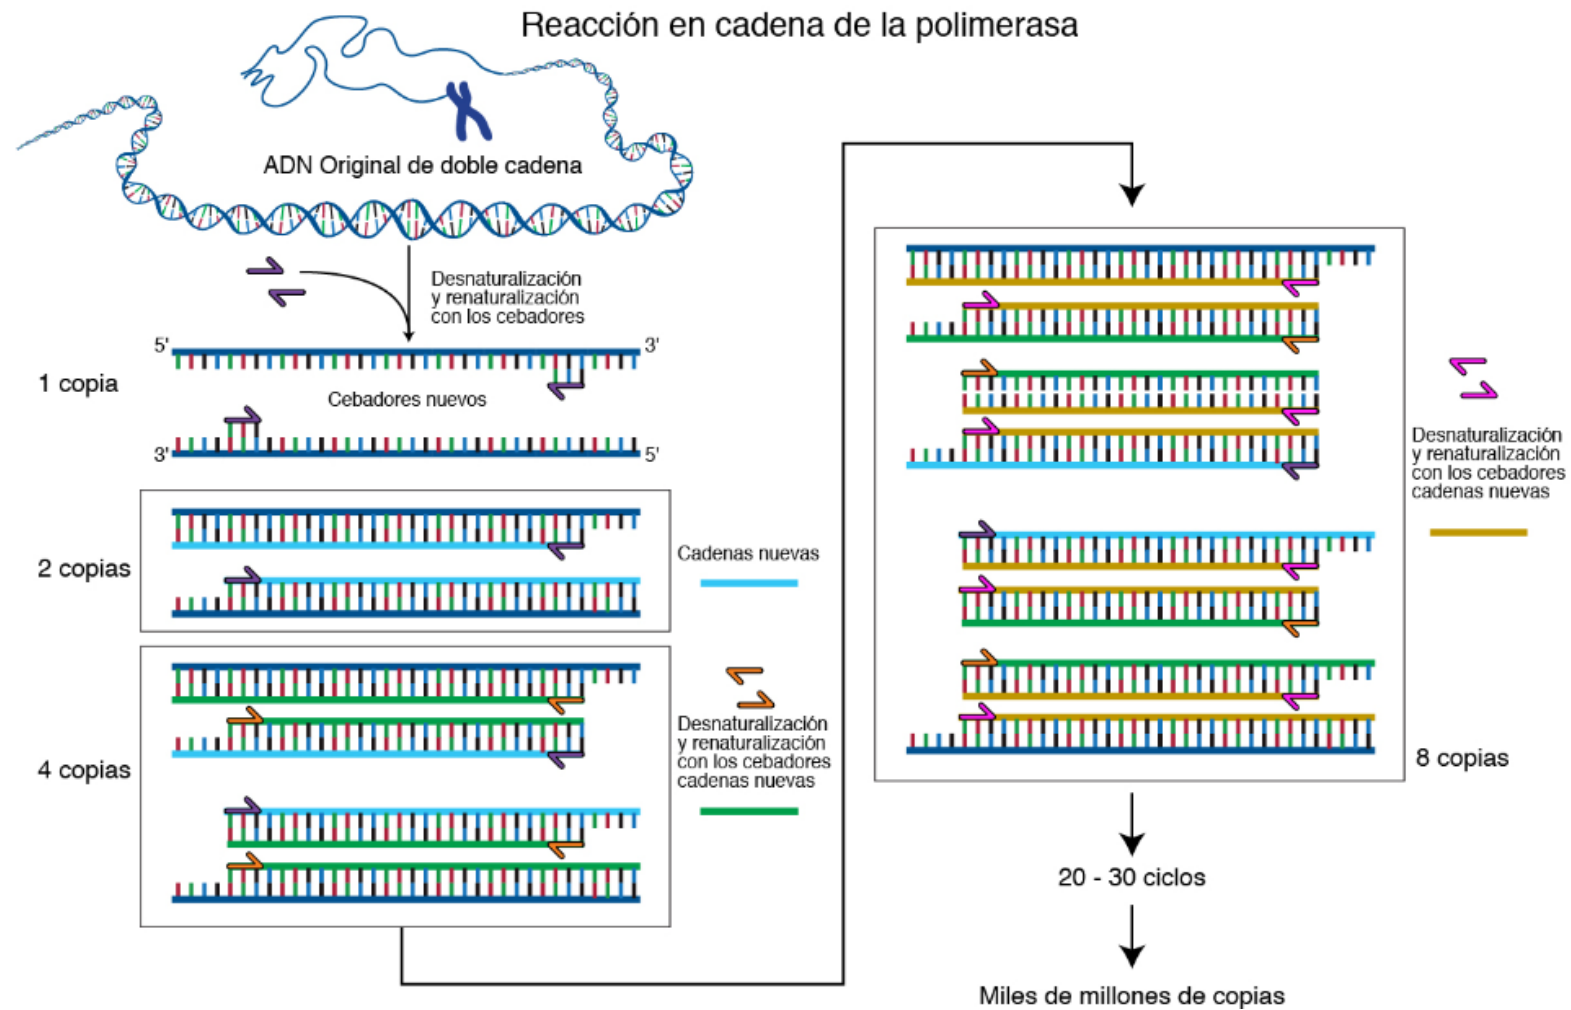 Reacción en cadena de la polimerasa
ADN Original de doble cadena
Desnaturalización
y renaturalización
con los cebadores
5'
3'
1 copia
Cebadores nuevos
3'
5'
2 copias
Cadenas nuevas
4 copias
Desnaturalización
y renaturalización
con los cebadores
cadenas nuevas
Desnaturalización
y renaturalización
con los cebadores
cadenas nuevas
8 copias
20 - 30 ciclos
Miles de millones de copias